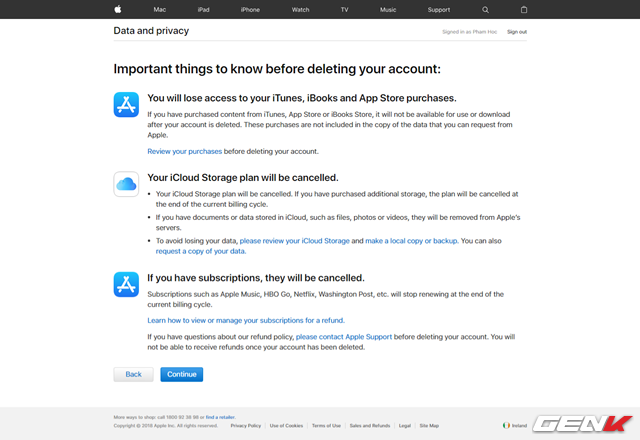 Mac iPad iPhone Watch TV Music Support
Data and privacy
Signed in as Pham Hoc Sign out
Important things to know before deleting your account:
You will lose access to your iTunes, iBooks and App Store purchases.
If you have purchased content from iTunes, App Store or iBooks Store, it will not be available for use or download
after your account is deleted. These purchases are not included in the copy of the data that you can request from
Apple.
Review your purchases before deleting your account.
Your iCloud Storage plan will be cancelled.
• Your iCloud Storage plan will be cancelled. If you have purchased additional storage, the plan will be cancelled at
the end of the current billing cycle.
• If you have documents or data stored in iCloud, such as files, photos or videos, they will be removed from Apple's
servers.
• To avoid losing your data, please review your iCloud Storage and make a local copy or backup. You can also
request a copy of your data.
If you have subscriptions, they will be cancelled.
Subscriptions such as Apple Music, HBO Go, Netflix, Washington Post, etc. will stop renewing at the end of the
current billing cycle.
Learn how to view or manage your subscriptions for a refund.
If you have questions about our refund policy, please contact Apple Support before deleting your account. You will
not be able to receive refunds once your account has been deleted.
Back Continue
More ways to shop: call 1800 92 38 98 or find a retailer.
Copyright © 2018 Apple Inc. All rights reserved. Privacy Policy Use of Cookies Terms of Use Sales and Refunds Legal Site Map Ireland
GENK